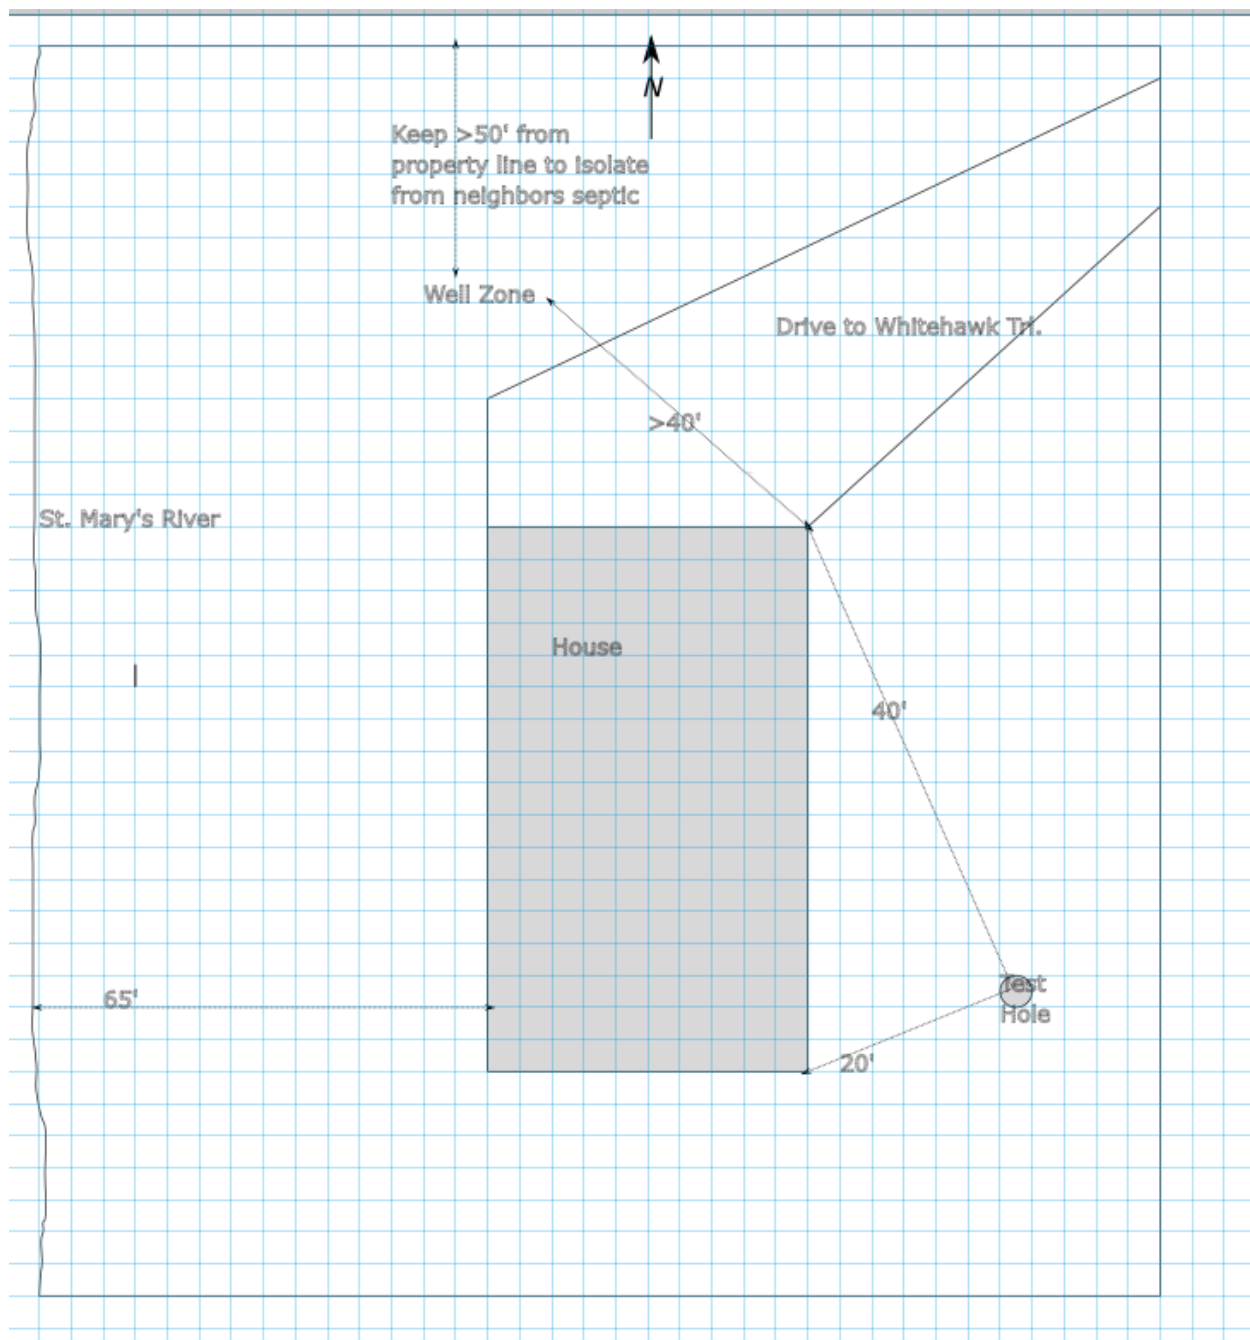 N
Keep >50' from
property line to isolate
from neighbors septic
Well Zone
Drive to Whitehawk Trl.
>40'
St. Mary's River
House
40'
Test
Hole
65'
20'